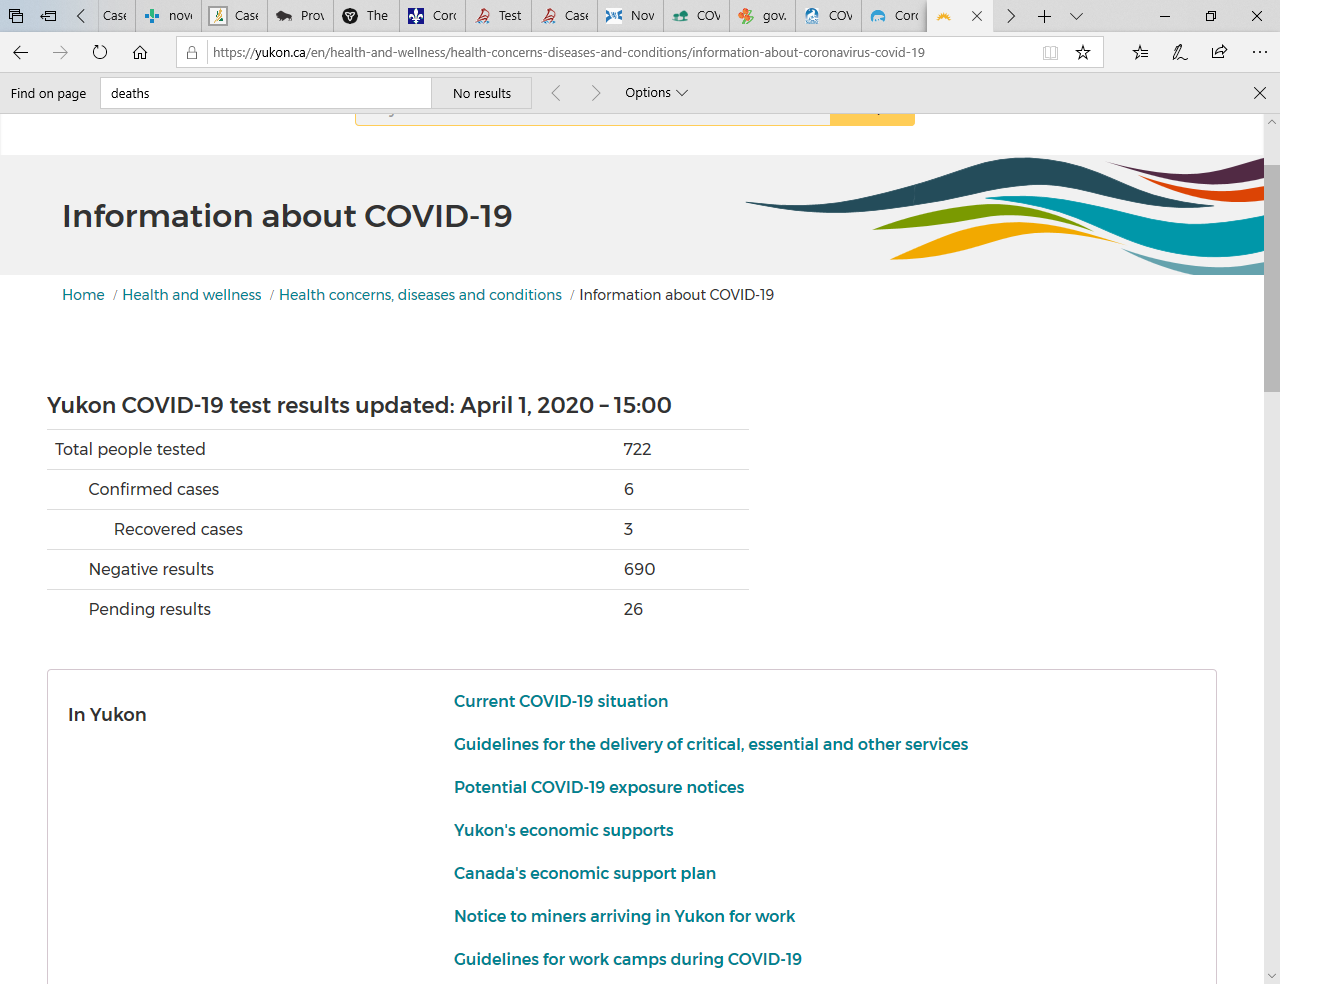 Case nov Case Prov The Corc Test Case Nov COV gov. COV Corc
https://yukon.ca/en/health-and-wellness/health-concerns-diseases-and-conditions/information-about-coronavirus-covid-19
Find on page deaths No results Options
Information about COVID-19
Home / Health and wellness / Health concerns, diseases and conditions / Information about COVID-19
Yukon COVID-19 test results updated: April 1, 2020 – 15:00
Total people tested 722
Confirmed cases 6
Recovered cases 3
Negative results 690
Pending results 26
In Yukon
Current COVID-19 situation
Guidelines for the delivery of critical, essential and other services
Potential COVID-19 exposure notices
Yukon's economic supports
Canada's economic support plan
Notice to miners arriving in Yukon for work
Guidelines for work camps during COVID-19